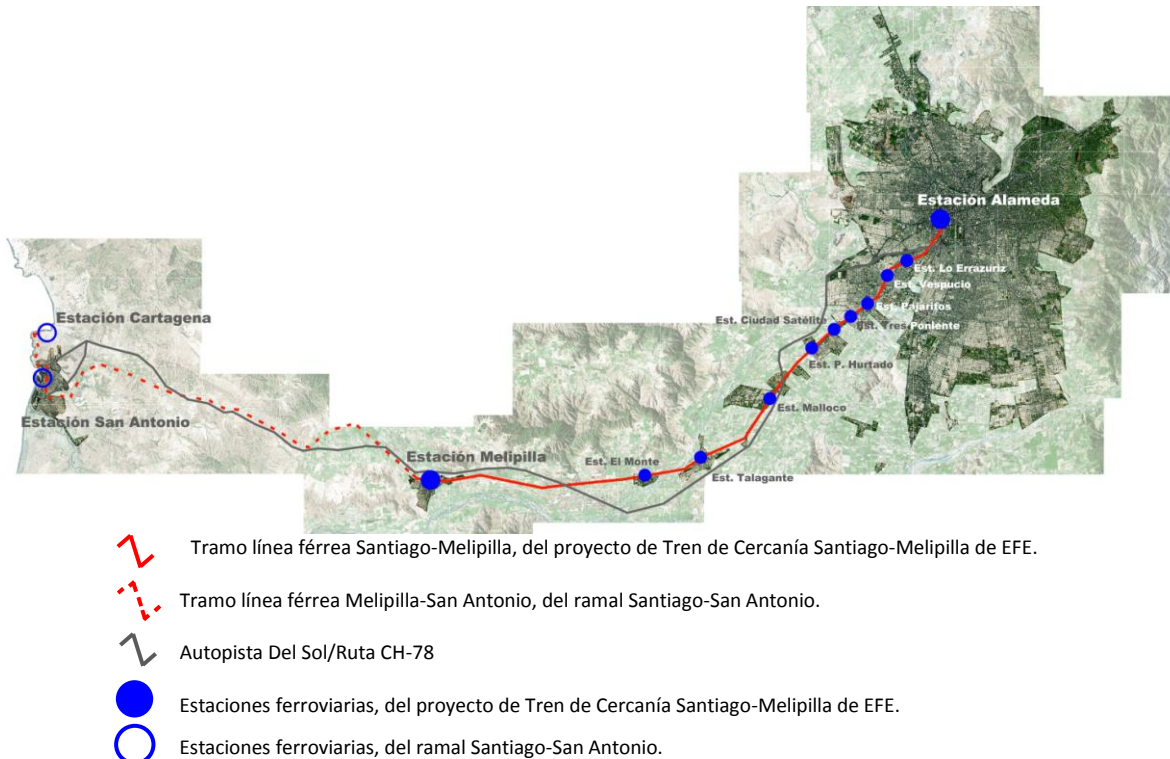 Estación Alameda
Est. Lo Errazuriz
Est. Vespucio
Est. Pajaritos
Est. Ciudad Satélite
Est. Tres Poniente
Est. P. Hurtado
Est. Malloco
Estación Cartagena
Estación San Antonio
Estación Melipilla
Est. El Monte
Est. Talagante
Tramo línea férrea Santiago-Melipilla, del proyecto de Tren de Cercanía Santiago-Melipilla de EFE.
Tramo línea férrea Melipilla-San Antonio, del ramal Santiago-San Antonio.
Autopista Del Sol/Ruta CH-78
Estaciones ferroviarias, del proyecto de Tren de Cercanía Santiago-Melipilla de EFE.
Estaciones ferroviarias, del ramal Santiago-San Antonio.